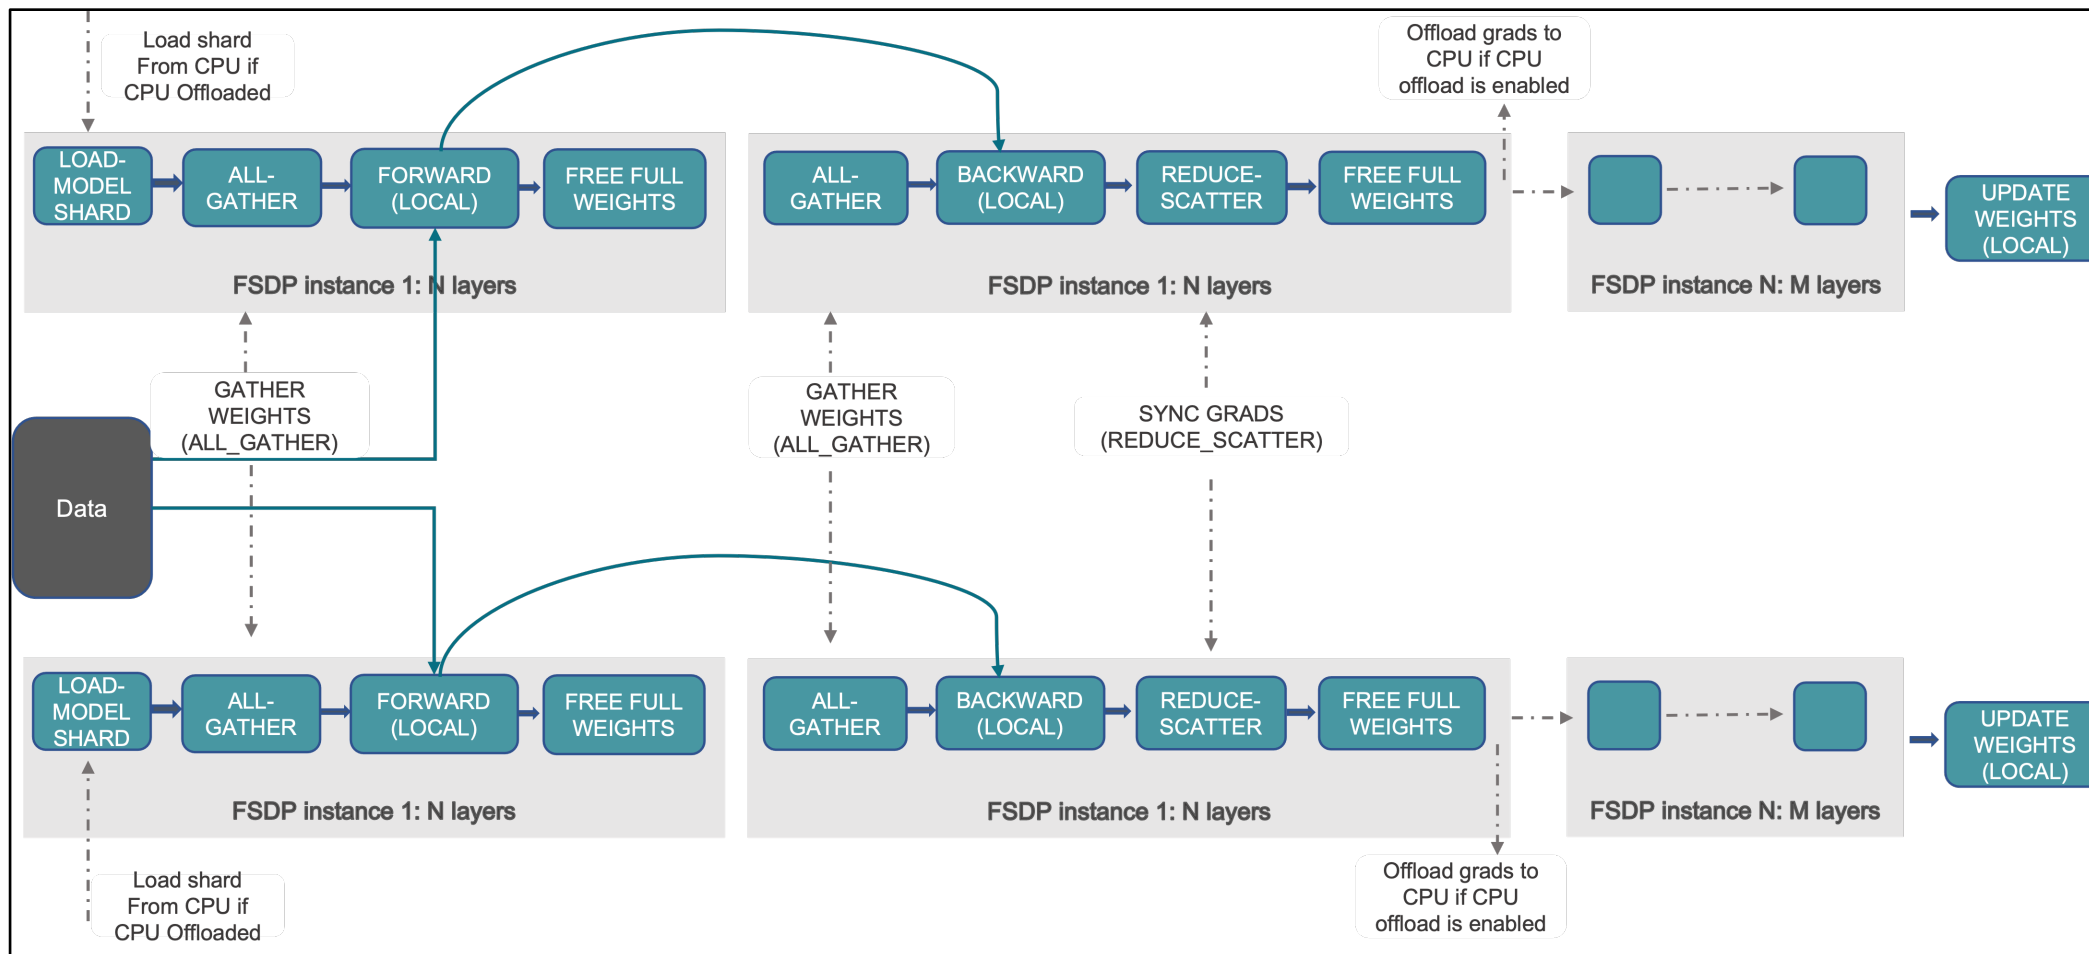 Load shard
From CPU if
CPU Offloaded
Offload grads to
CPU if CPU
offload is enabled
LOAD-
MODEL
SHARD
ALL-
GATHER
FORWARD
(LOCAL)
FREE FULL
WEIGHTS
ALL-
GATHER
BACKWARD
(LOCAL)
REDUCE-
SCATTER
FREE FULL
WEIGHTS
UPDATE
WEIGHTS
(LOCAL)
FSDP instance 1: N layers
FSDP instance 1: N layers
FSDP instance N: M layers
GATHER
WEIGHTS
(ALL_GATHER)
GATHER
WEIGHTS
(ALL_GATHER)
SYNC GRADS
(REDUCE_SCATTER)
Data
LOAD-
MODEL
SHARD
ALL-
GATHER
FORWARD
(LOCAL)
FREE FULL
WEIGHTS
ALL-
GATHER
BACKWARD
(LOCAL)
REDUCE-
SCATTER
FREE FULL
WEIGHTS
UPDATE
WEIGHTS
(LOCAL)
FSDP instance 1: N layers
FSDP instance 1: N layers
FSDP instance N: M layers
Load shard
From CPU if
CPU Offloaded
Offload grads to
CPU if CPU
offload is enabled